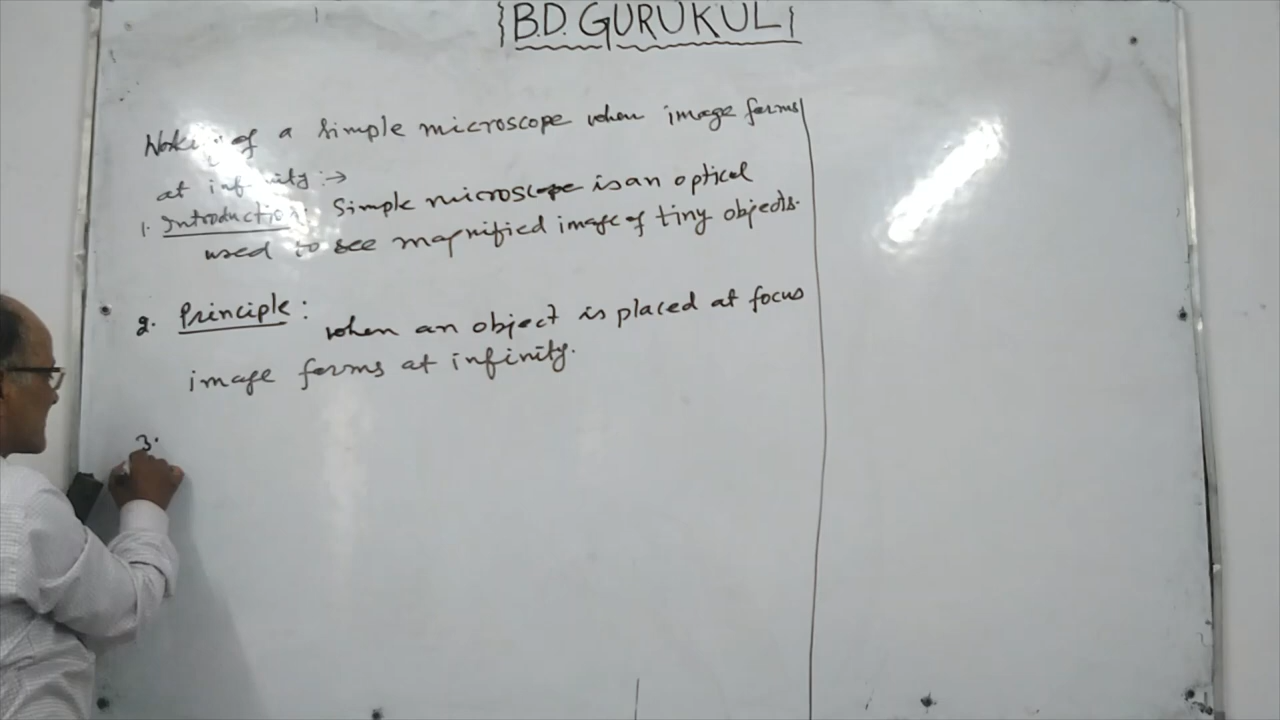 {B.D. GURUKUL}
of a simple microscope when image forms
at infinity :→
1. Introduction: Simple microscope is an optical
used to see magnified image of tiny objects.
2. Principle: when an object is placed at focus
image forms at infinity.
3.